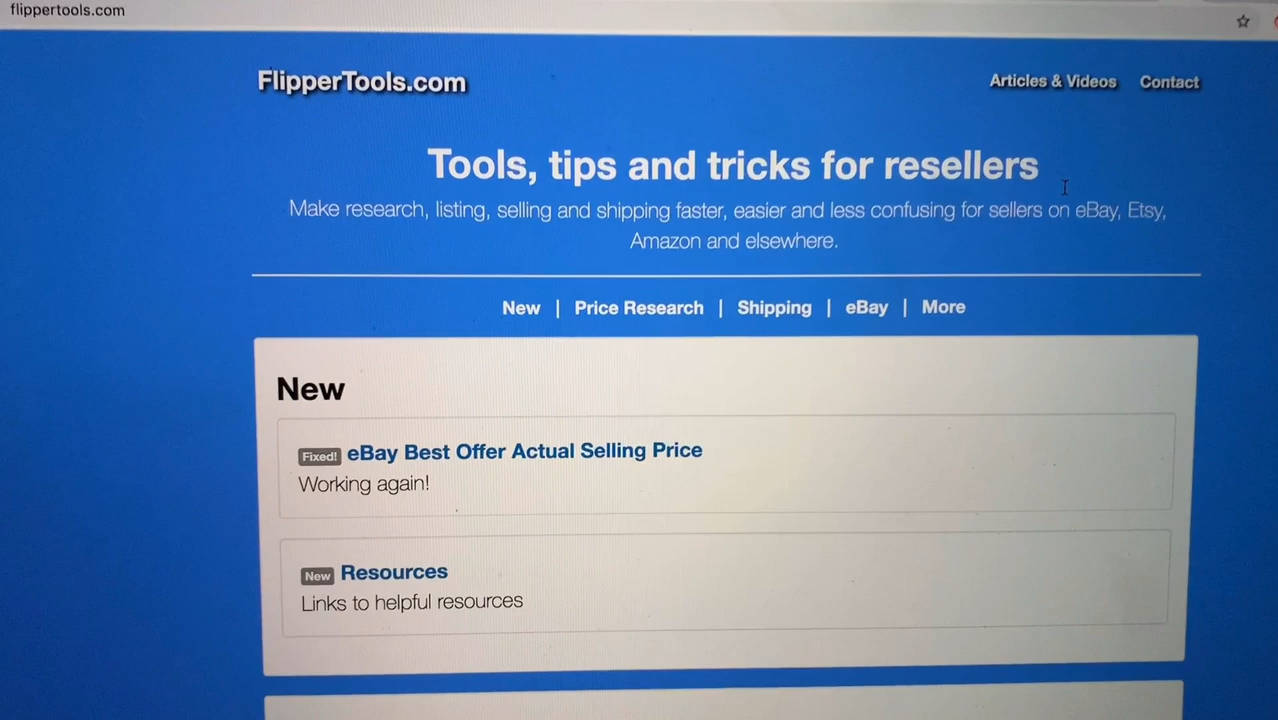 flippertools.com
FlipperTools.com
Articles & Videos Contact
Tools, tips and tricks for resellers
Make research, listing, selling and shipping faster, easier and less confusing for sellers on eBay, Etsy,
Amazon and elsewhere.
New | Price Research | Shipping | eBay | More
New
Fixed! eBay Best Offer Actual Selling Price
Working again!
New Resources
Links to helpful resources